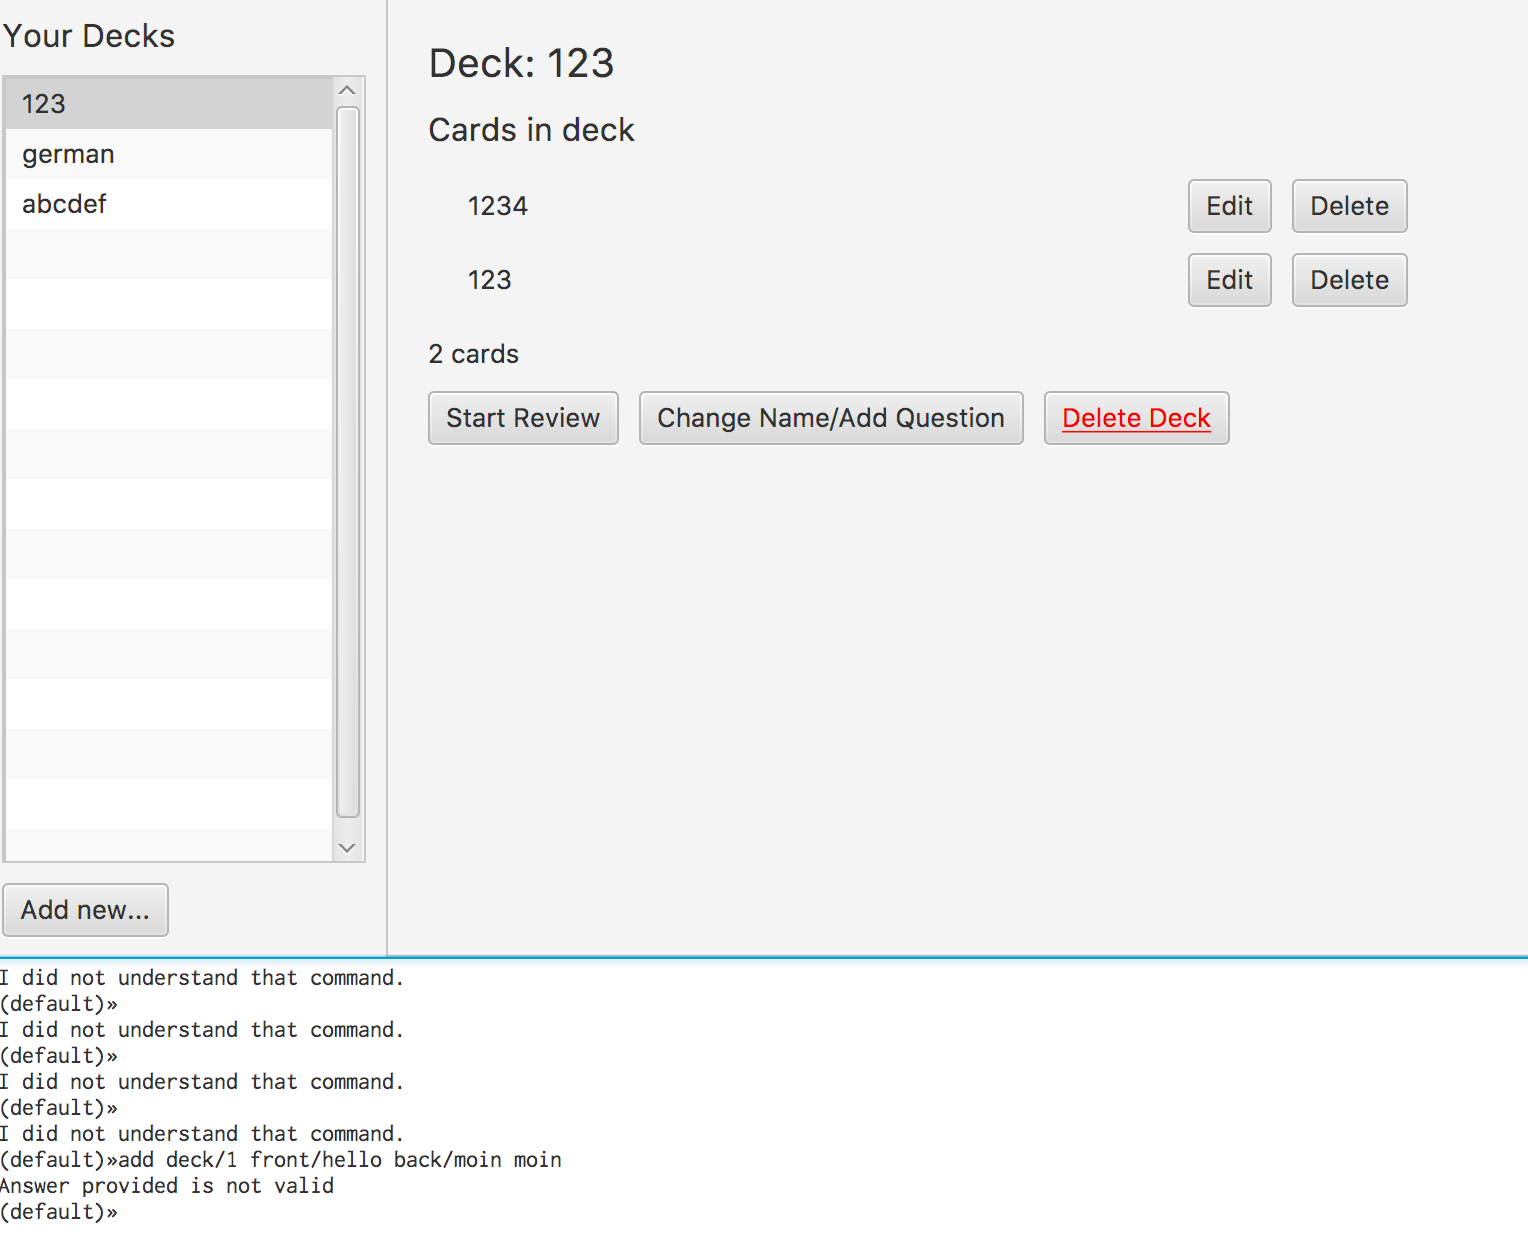 Your Decks
123
german
abcdef
Add new...
Deck: 123
Cards in deck
1234 Edit Delete
123 Edit Delete
2 cards
Start Review Change Name/Add Question Delete Deck
I did not understand that command.
(default)»
I did not understand that command.
(default)»
I did not understand that command.
(default)»
I did not understand that command.
(default)»add deck/1 front/hello back/moin moin
Answer provided is not valid
(default)»